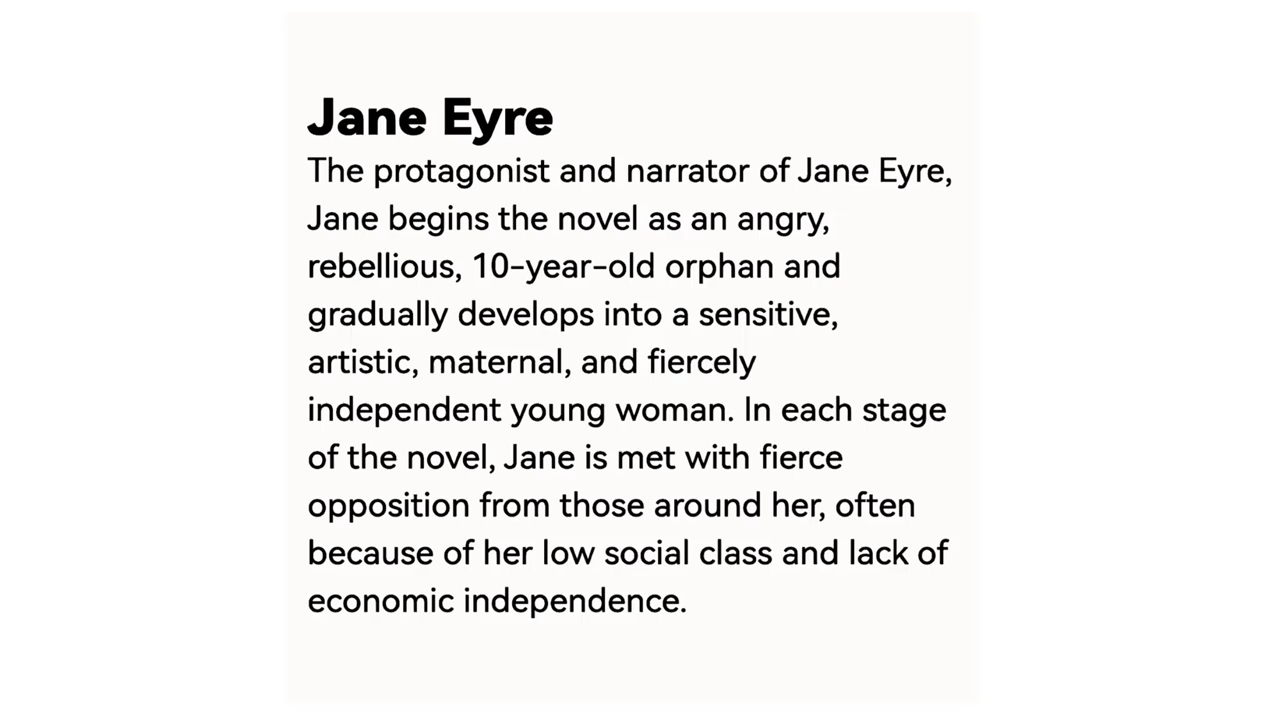 Jane Eyre
The protagonist and narrator of Jane Eyre,
Jane begins the novel as an angry,
rebellious, 10-year-old orphan and
gradually develops into a sensitive,
artistic, maternal, and fiercely
independent young woman. In each stage
of the novel, Jane is met with fierce
opposition from those around her, often
because of her low social class and lack of
economic independence.